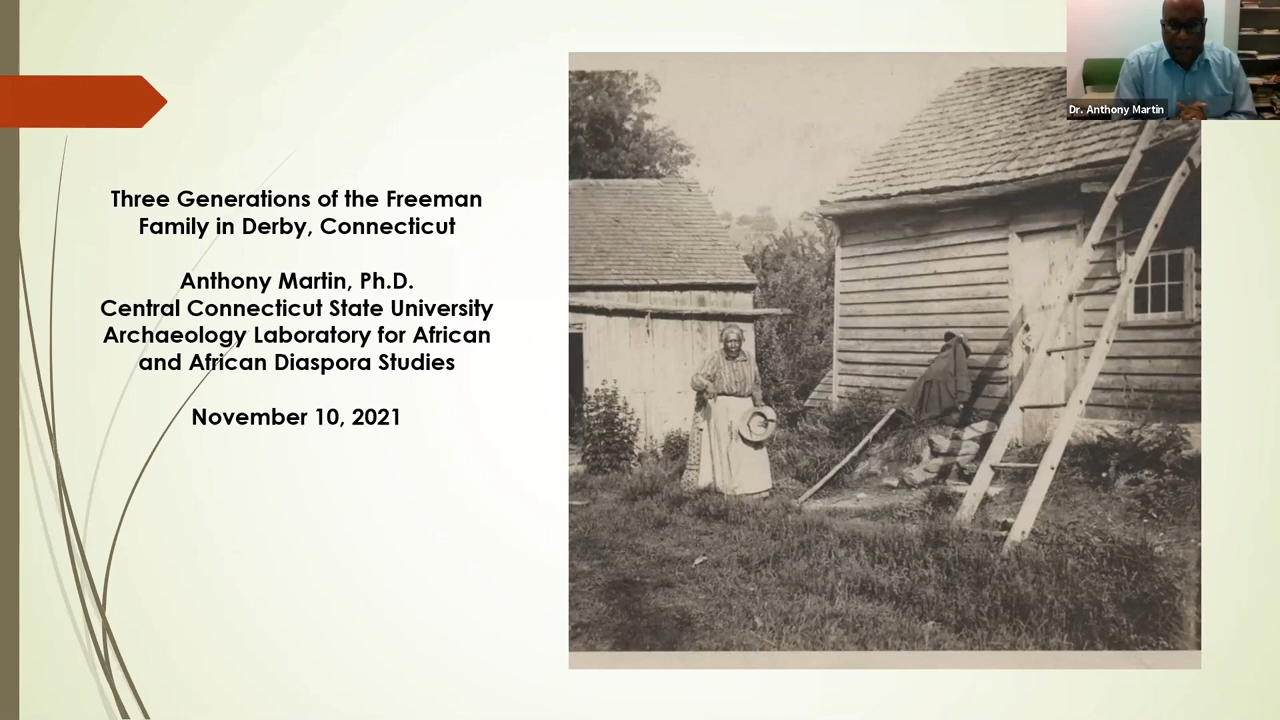 Dr. Anthony Martin
Three Generations of the Freeman
Family in Derby, Connecticut
Anthony Martin, Ph.D.
Central Connecticut State University
Archaeology Laboratory for African
and African Diaspora Studies
November 10, 2021